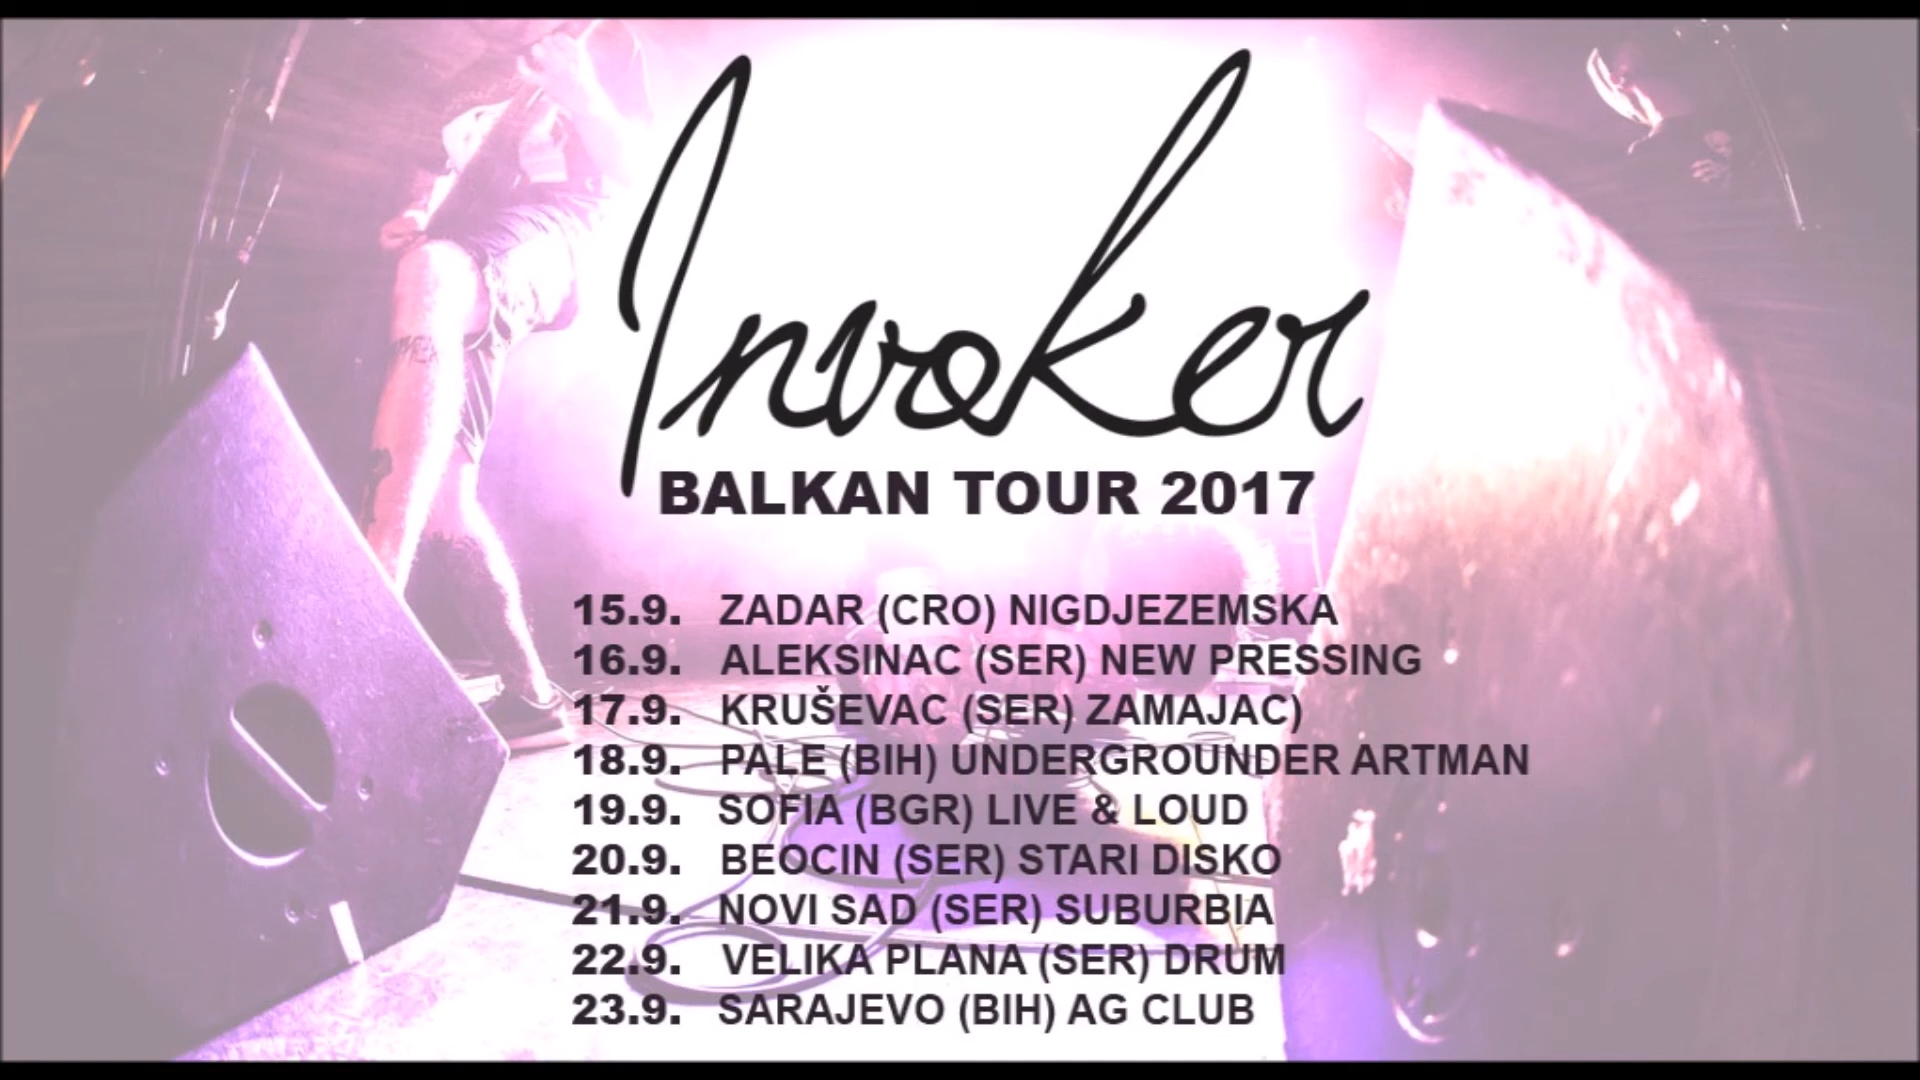 Invoker
BALKAN TOUR 2017
15.9. ZADAR (CRO) NIGDJEZEMSKA
16.9. ALEKSINAC (SER) NEW PRESSING
17.9. KRUŠEVAC (SER) ZAMAJAC)
18.9. PALE (BIH) UNDERGROUNDER ARTMAN
19.9. SOFIA (BGR) LIVE & LOUD
20.9. BEOCIN (SER) STARI DISKO
21.9. NOVI SAD (SER) SUBURBIA
22.9. VELIKA PLANA (SER) DRUM
23.9. SARAJEVO (BIH) AG CLUB